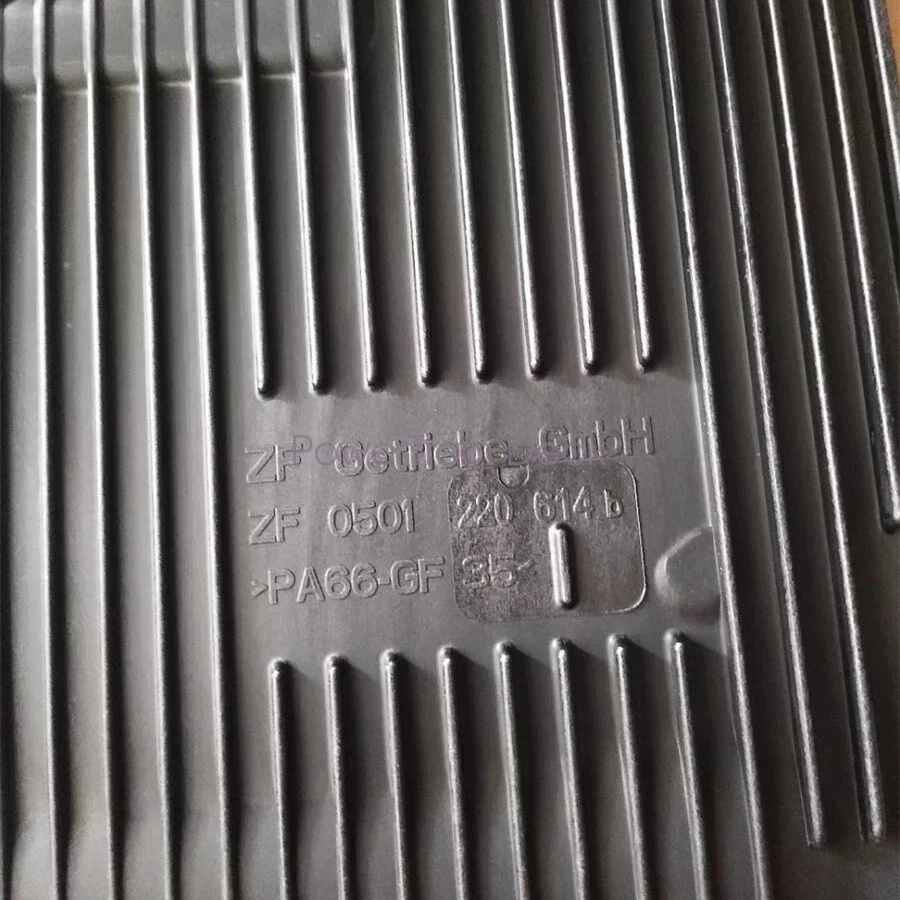 ZF Getriebe GmbH
ZF 0501 220 614 b
>PA66-GF 35<